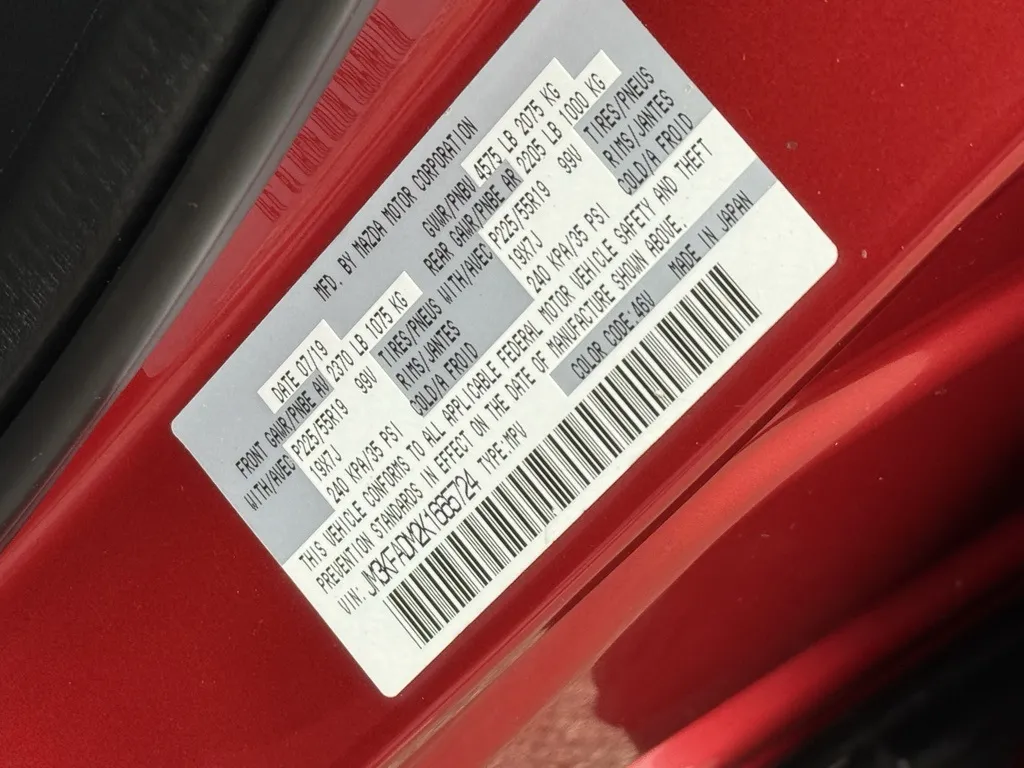 MFD. BY MAZDA MOTOR CORPORATION
DATE 07/19 GVWR/PNBV 4575 LB 2075 KG
FRONT GAWR/PNBE AV 2370 LB 1075 KG REAR GAWR/PNBE AR 2205 LB 1000 KG
WITH/AVEC P225/55R19 99V TIRES/PNEUS WITH/AVEC P225/55R19 99V TIRES/PNEUS
19X7J RIMS/JANTES 19X7J RIMS/JANTES
240 KPA/35 PSI COLD/A FROID 240 KPA/35 PSI COLD/A FROID
THIS VEHICLE CONFORMS TO ALL APPLICABLE FEDERAL MOTOR VEHICLE SAFETY AND THEFT
PREVENTION STANDARDS IN EFFECT ON THE DATE OF MANUFACTURE SHOWN ABOVE.
VIN: JM3KFADM2K1665724 TYPE:MPV COLOR CODE:46V MADE IN JAPAN